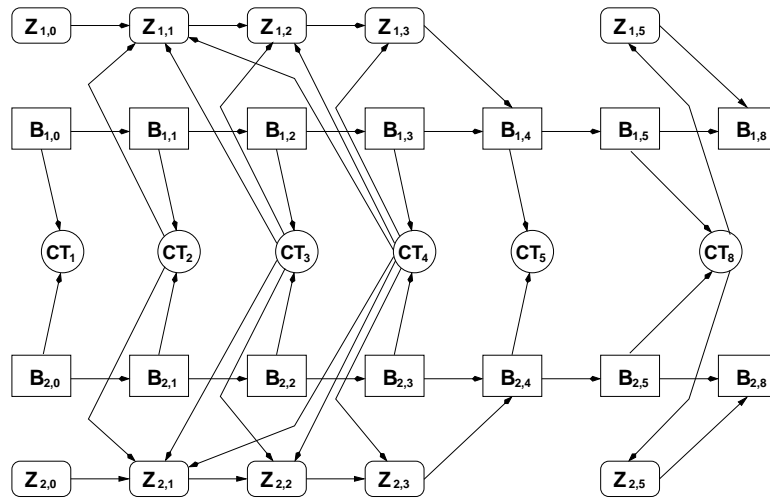 Z1,0 Z1,1 Z1,2 Z1,3 Z1,5
B1,0 B1,1 B1,2 B1,3 B1,4 B1,5 B1,8
CT1 CT2 CT3 CT4 CT5 CT8
B2,0 B2,1 B2,2 B2,3 B2,4 B2,5 B2,8
Z2,0 Z2,1 Z2,2 Z2,3 Z2,5